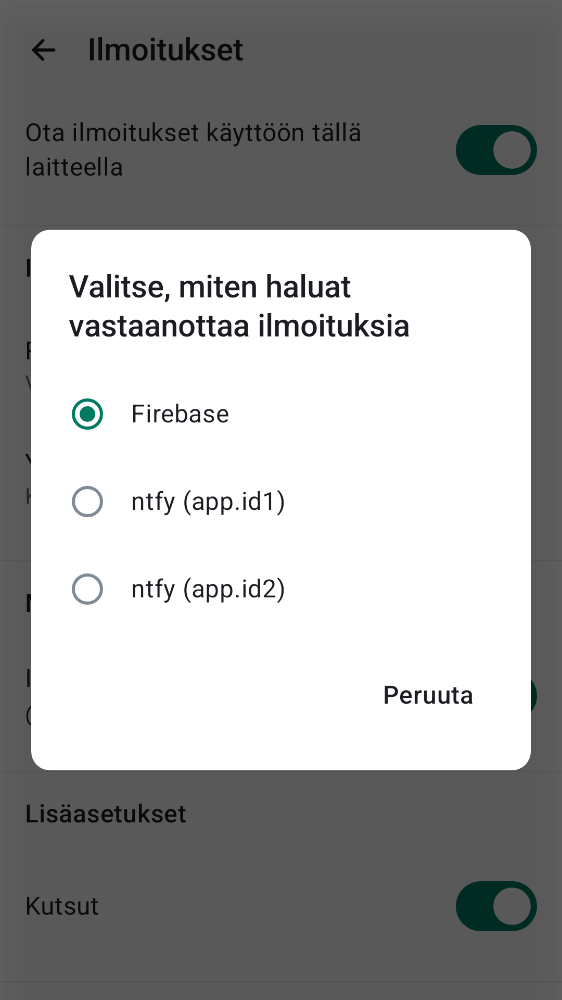 Ilmoitukset
Ota ilmoitukset käyttöön tällä
laitteella
Valitse, miten haluat
vastaanottaa ilmoituksia
Firebase
ntfy (app.id1)
ntfy (app.id2)
Peruuta
Lisäasetukset
Kutsut